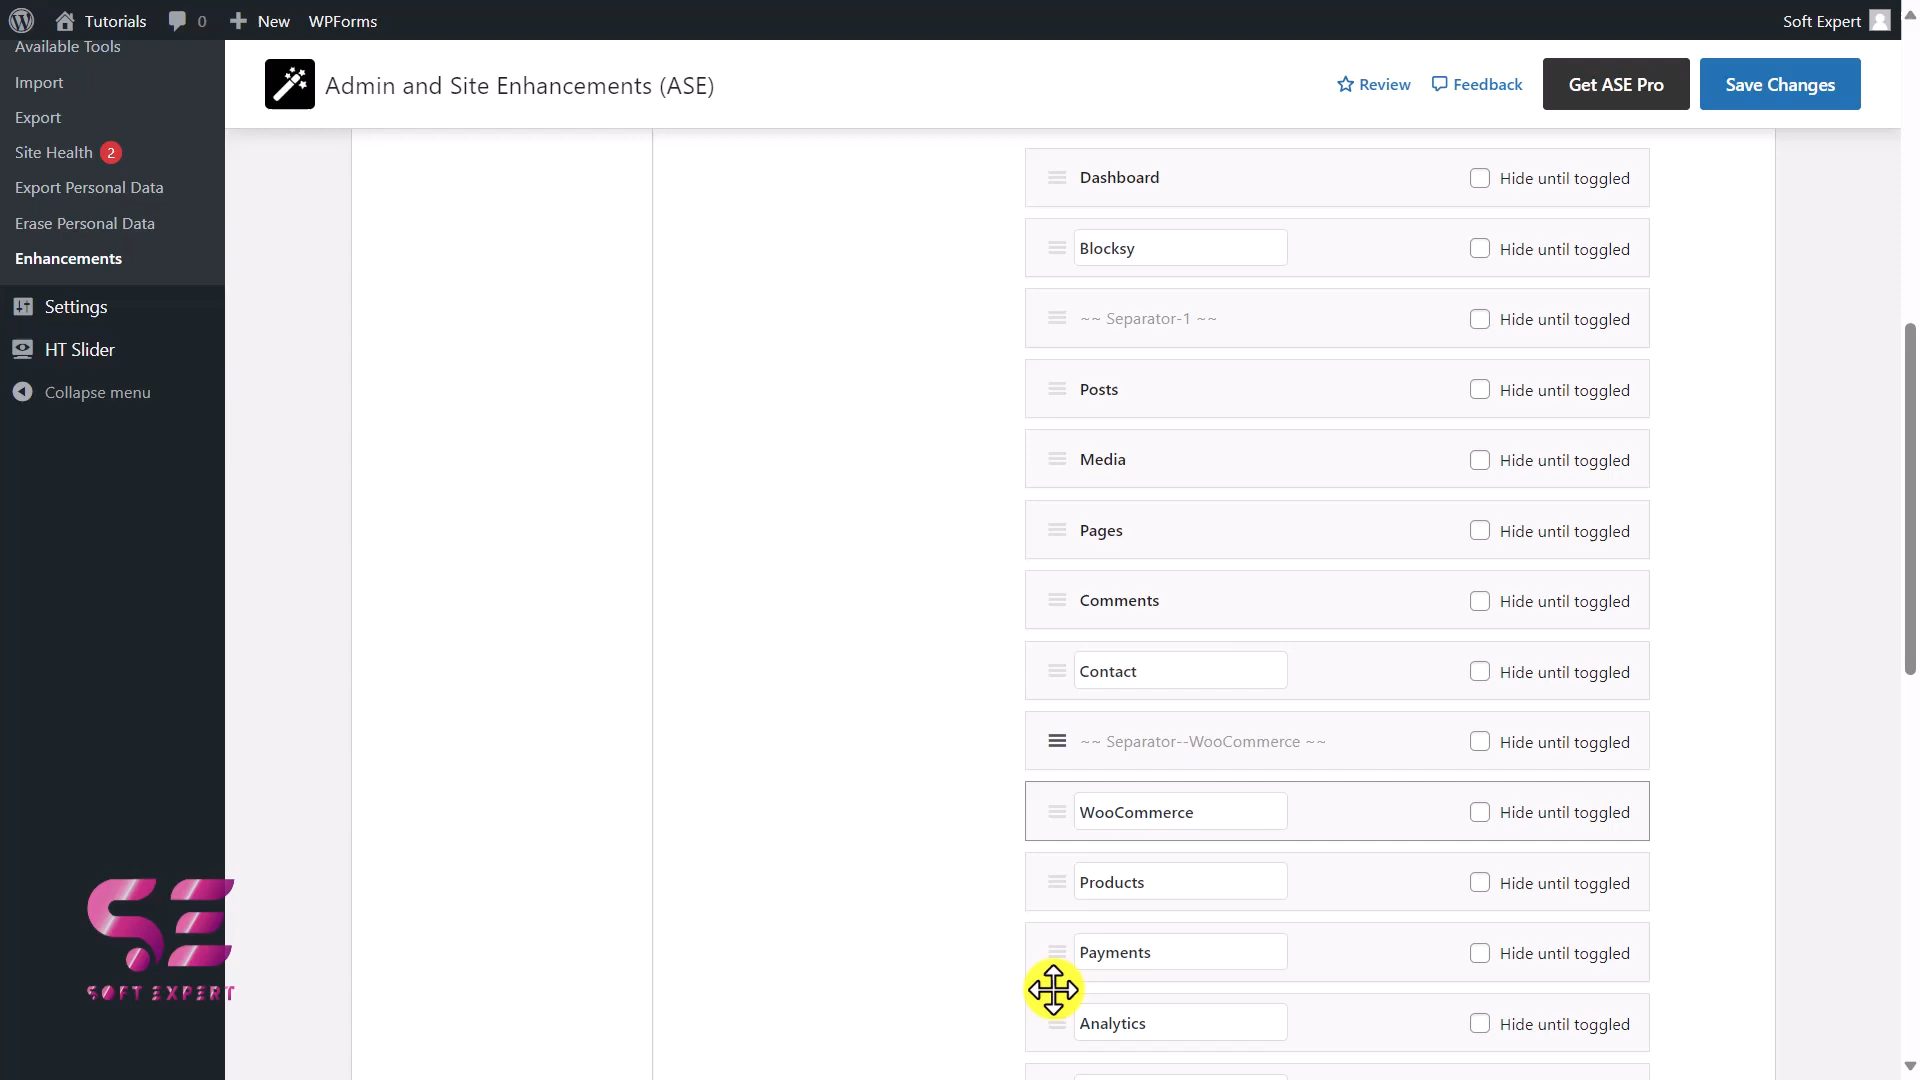 Tutorials
0
New
WPForms
Soft Expert
Available Tools
Import
Export
Site Health 2
Export Personal Data
Erase Personal Data
Enhancements
Settings
HT Slider
Collapse menu
Admin and Site Enhancements (ASE)
Review
Feedback
Get ASE Pro
Save Changes
Dashboard
Hide until toggled
Blocksy
Hide until toggled
~~ Separator-1 ~~
Hide until toggled
Posts
Hide until toggled
Media
Hide until toggled
Pages
Hide until toggled
Comments
Hide until toggled
Contact
Hide until toggled
~~ Separator--WooCommerce ~~
Hide until toggled
WooCommerce
Hide until toggled
Products
Hide until toggled
Payments
Hide until toggled
Analytics
Hide until toggled
SE
SOFT EXPERT